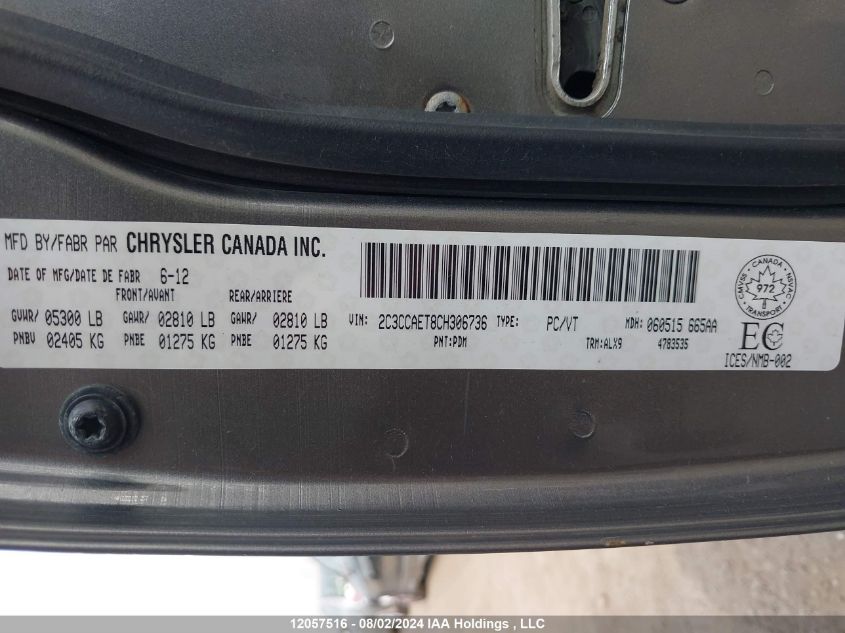 MFD BY/FABR PAR CHRYSLER CANADA INC.
DATE OF MFG/DATE DE FABR 6-12
FRONT/AVANT REAR/ARRIERE
GVWR/ 05300 LB GAWR/ 02810 LB GAWR/ 02810 LB
PNBV 02405 KG PNBE 01275 KG PNBE 01275 KG
VIN: 2C3CCAET8CH306736 TYPE: PC/VT MDH: 060515 665AA
PNT:PDM TRM:ALX9 4783535
CANADA
CMVSS NSVAC
972
TRANSPORT
EC
ICES/NMB-002
12057516 - 08/02/2024 IAA Holdings , LLC